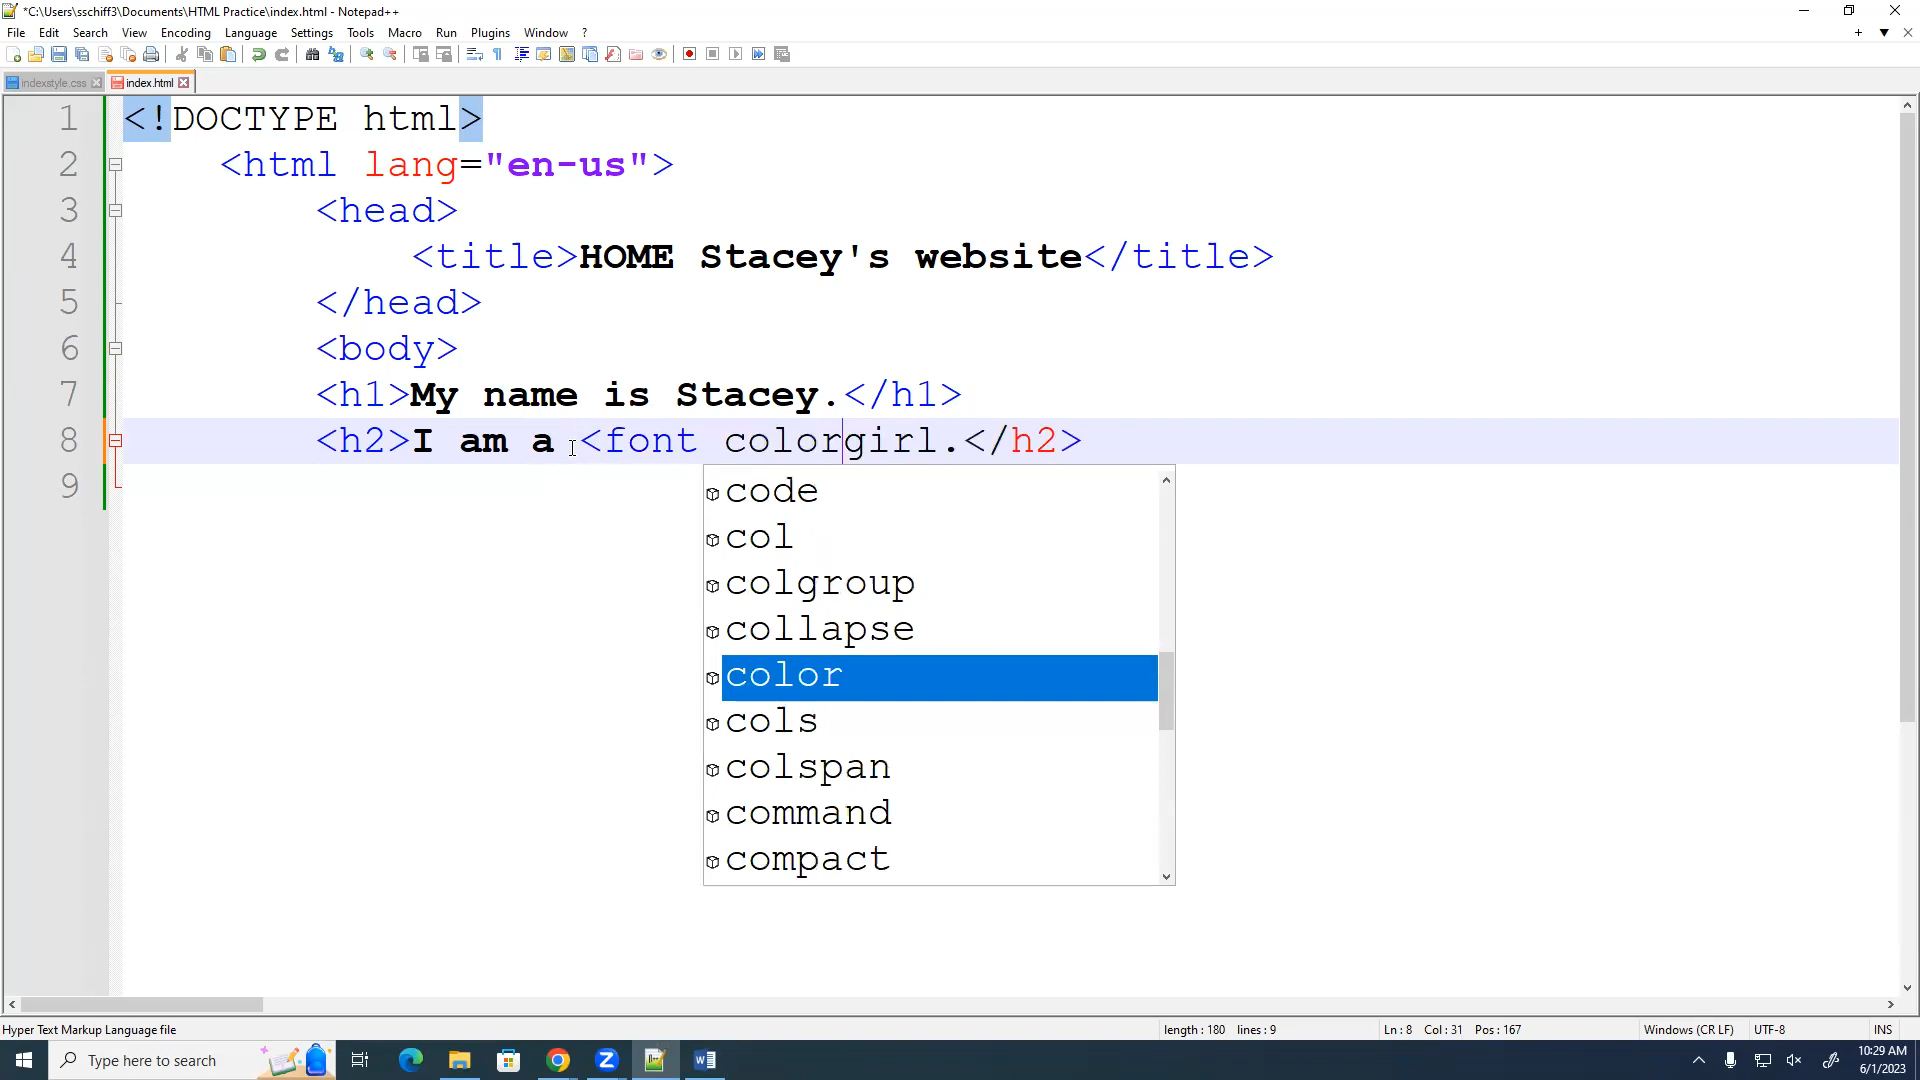 *C:\Users\sschiff3\Documents\HTML Practice\index.html - Notepad++
File Edit Search View Encoding Language Settings Tools Macro Run Plugins Window ?
indexstyle.css index.html
1 <!DOCTYPE html>
2 <html lang="en-us">
3 <head>
4 <title>HOME Stacey's website</title>
5 </head>
6 <body>
7 <h1>My name is Stacey.</h1>
8 <h2>I am a <font colorgirl.</h2>
9
code
col
colgroup
collapse
color
cols
colspan
command
compact
Hyper Text Markup Language file length : 180 lines : 9 Ln : 8 Col : 31 Pos : 167 Windows (CR LF) UTF-8 INS
Type here to search
10:29 AM
6/1/2023